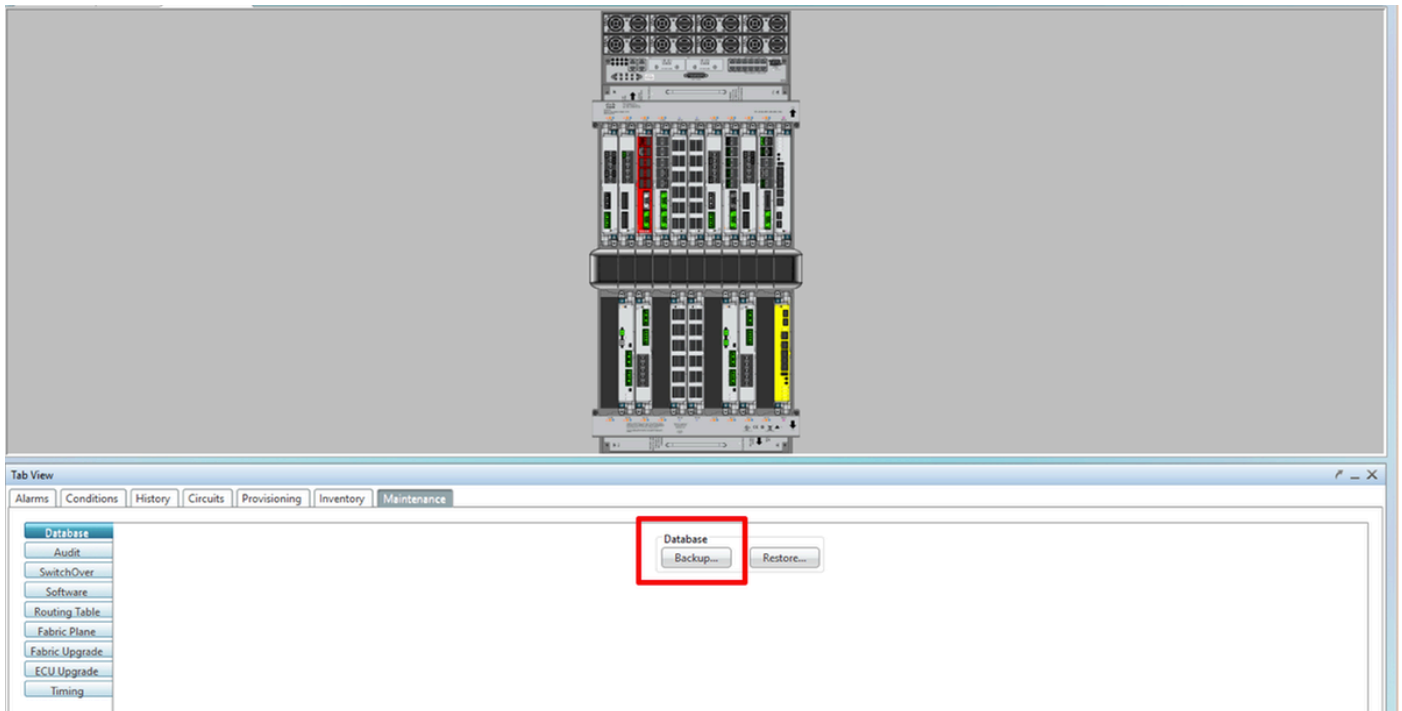 Tab View
Alarms Conditions History Circuits Provisioning Inventory Maintenance
Database
Audit
SwitchOver
Software
Routing Table
Fabric Plane
Fabric Upgrade
ECU Upgrade
Timing
Database
Backup... Restore...